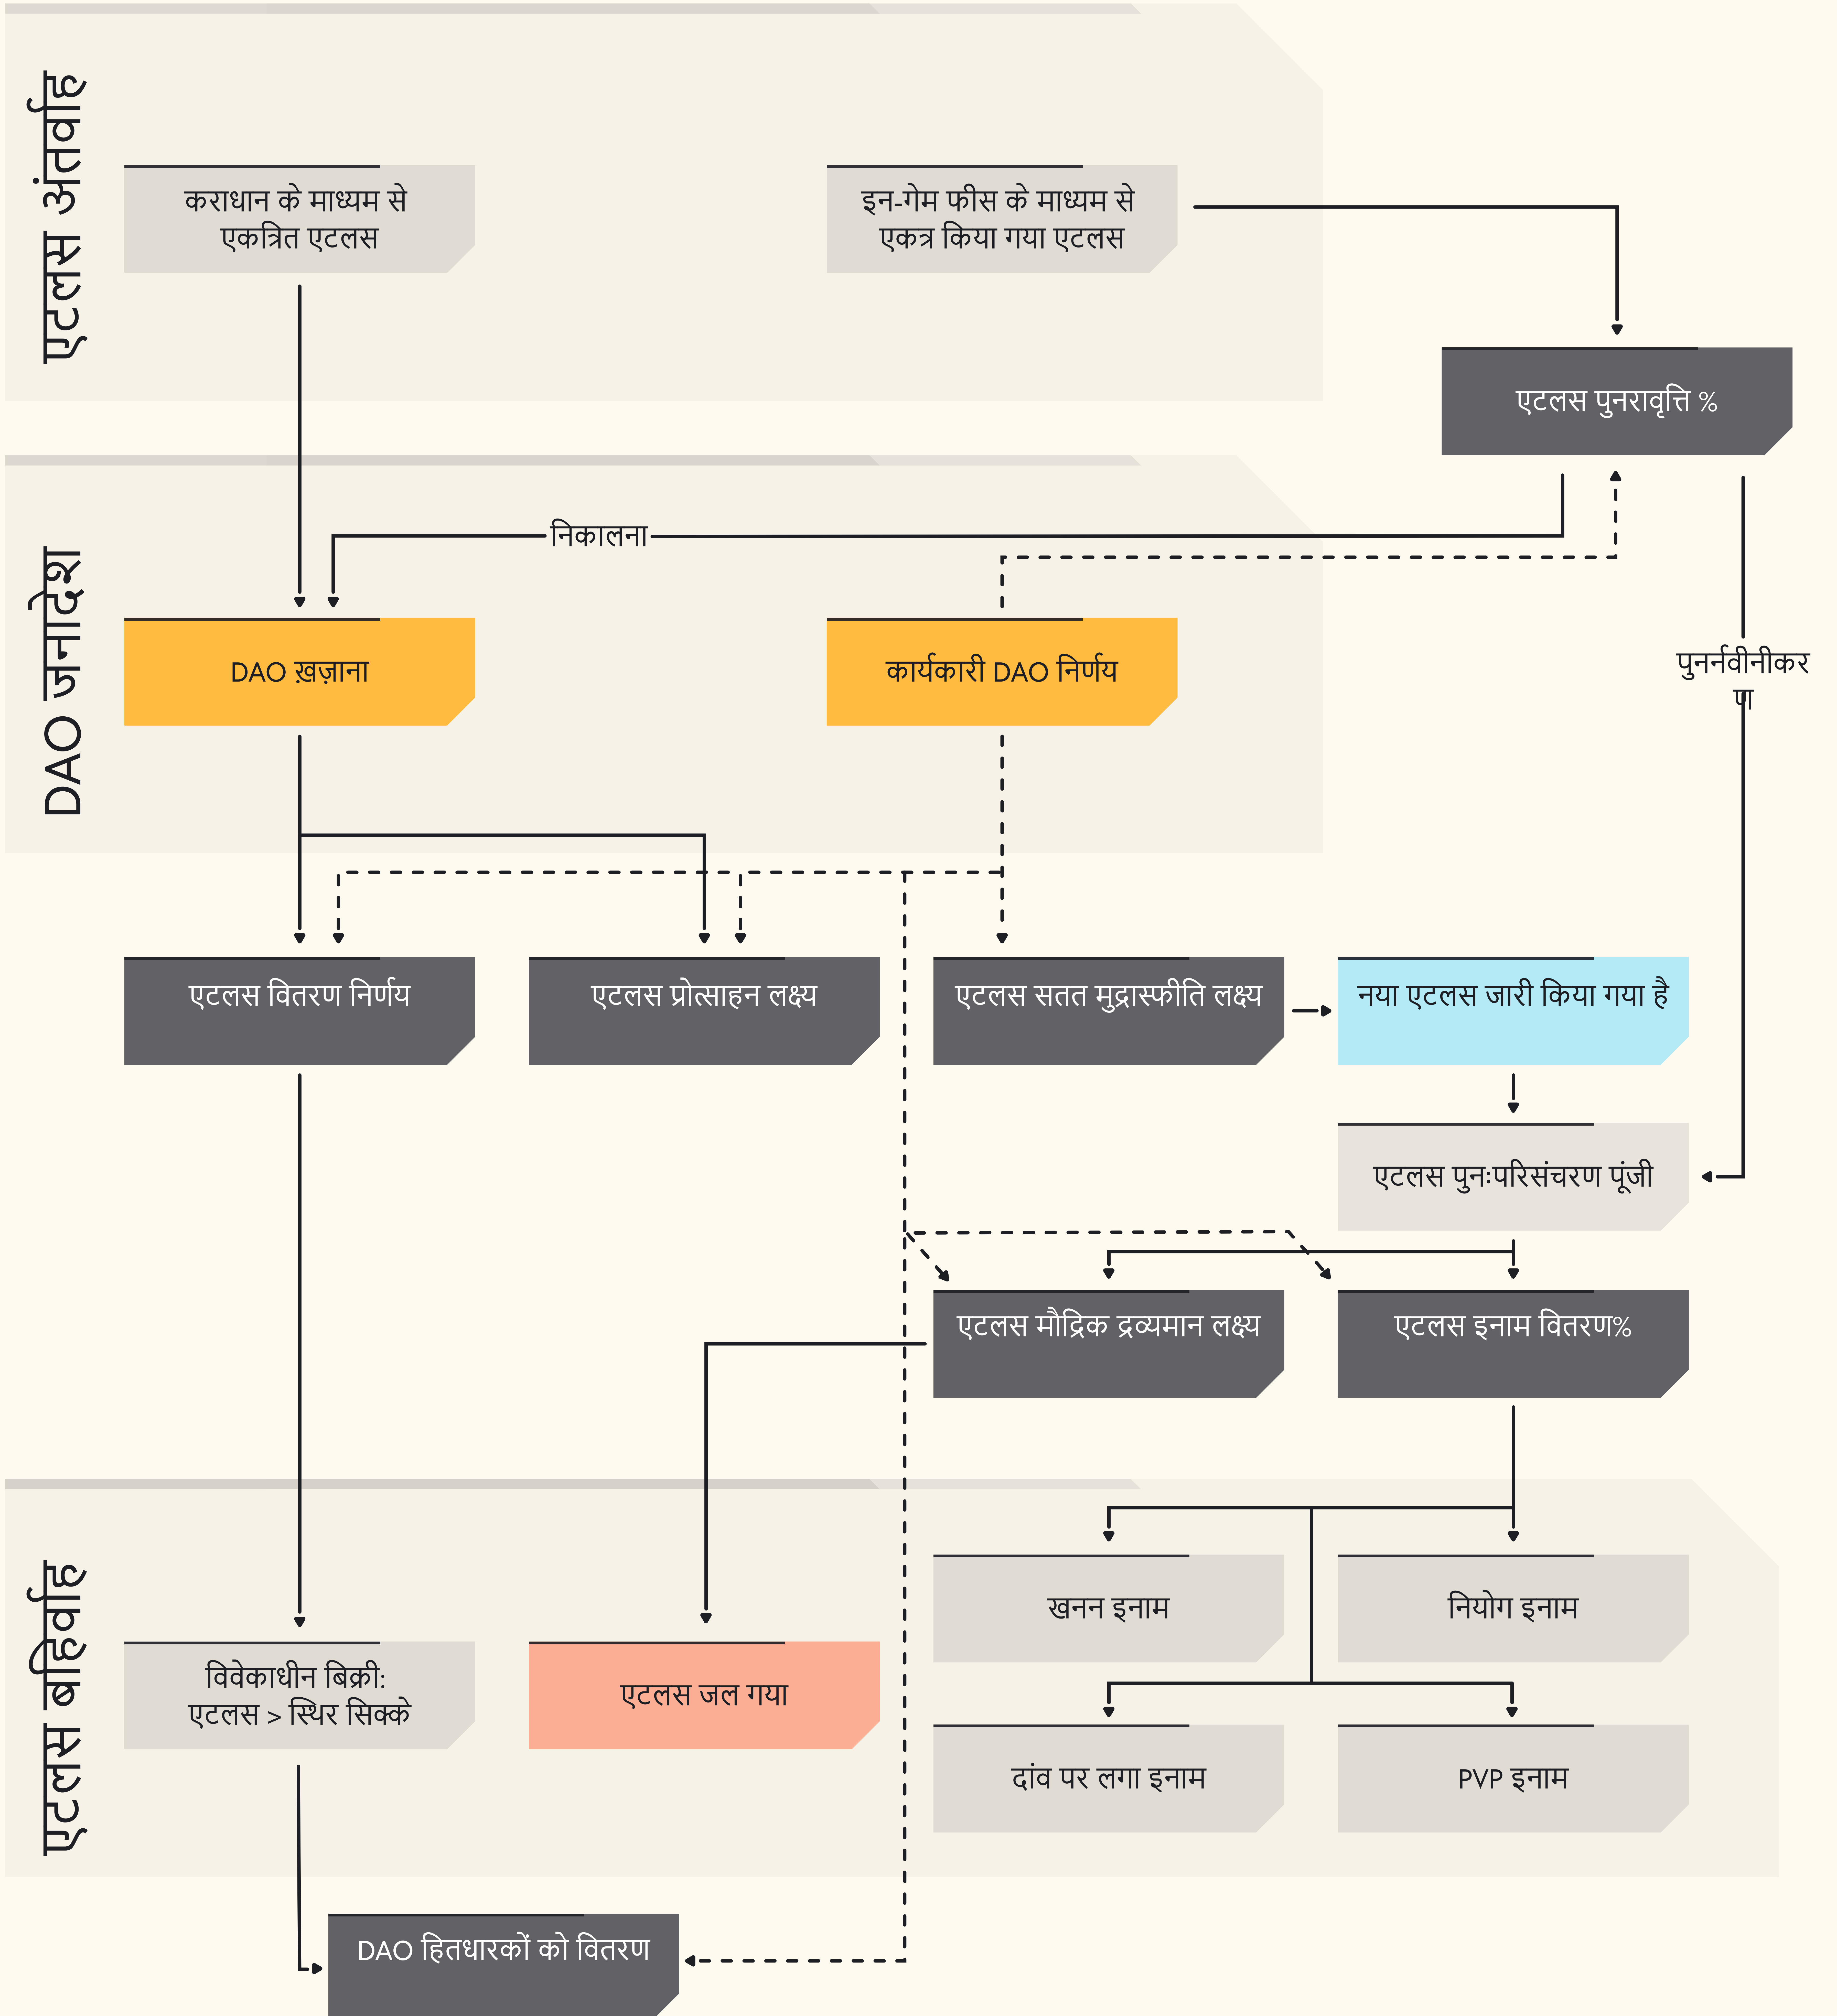 एटलस अंतर्वाह
कराधान के माध्यम से
एकत्रित एटलस
इन-गेम फीस के माध्यम से
एकत्र किया गया एटलस
एटलस पुनरावृत्ति %
DAO जनादेश
निकालना
DAO ख़ज़ाना
कार्यकारी DAO निर्णय
पुनर्नवीनीकर
ण
एटलस वितरण निर्णय
एटलस प्रोत्साहन लक्ष्य
एटलस सतत मुद्रास्फीति लक्ष्य
नया एटलस जारी किया गया है
एटलस पुनःपरिसंचरण पूंजी
एटलस मौद्रिक द्रव्यमान लक्ष्य
एटलस इनाम वितरण%
एटलस बहिर्वाह
खनन इनाम
नियोग इनाम
विवेकाधीन बिक्री:
एटलस > स्थिर सिक्के
एटलस जल गया
दांव पर लगा इनाम
PVP इनाम
DAO हितधारकों को वितरण